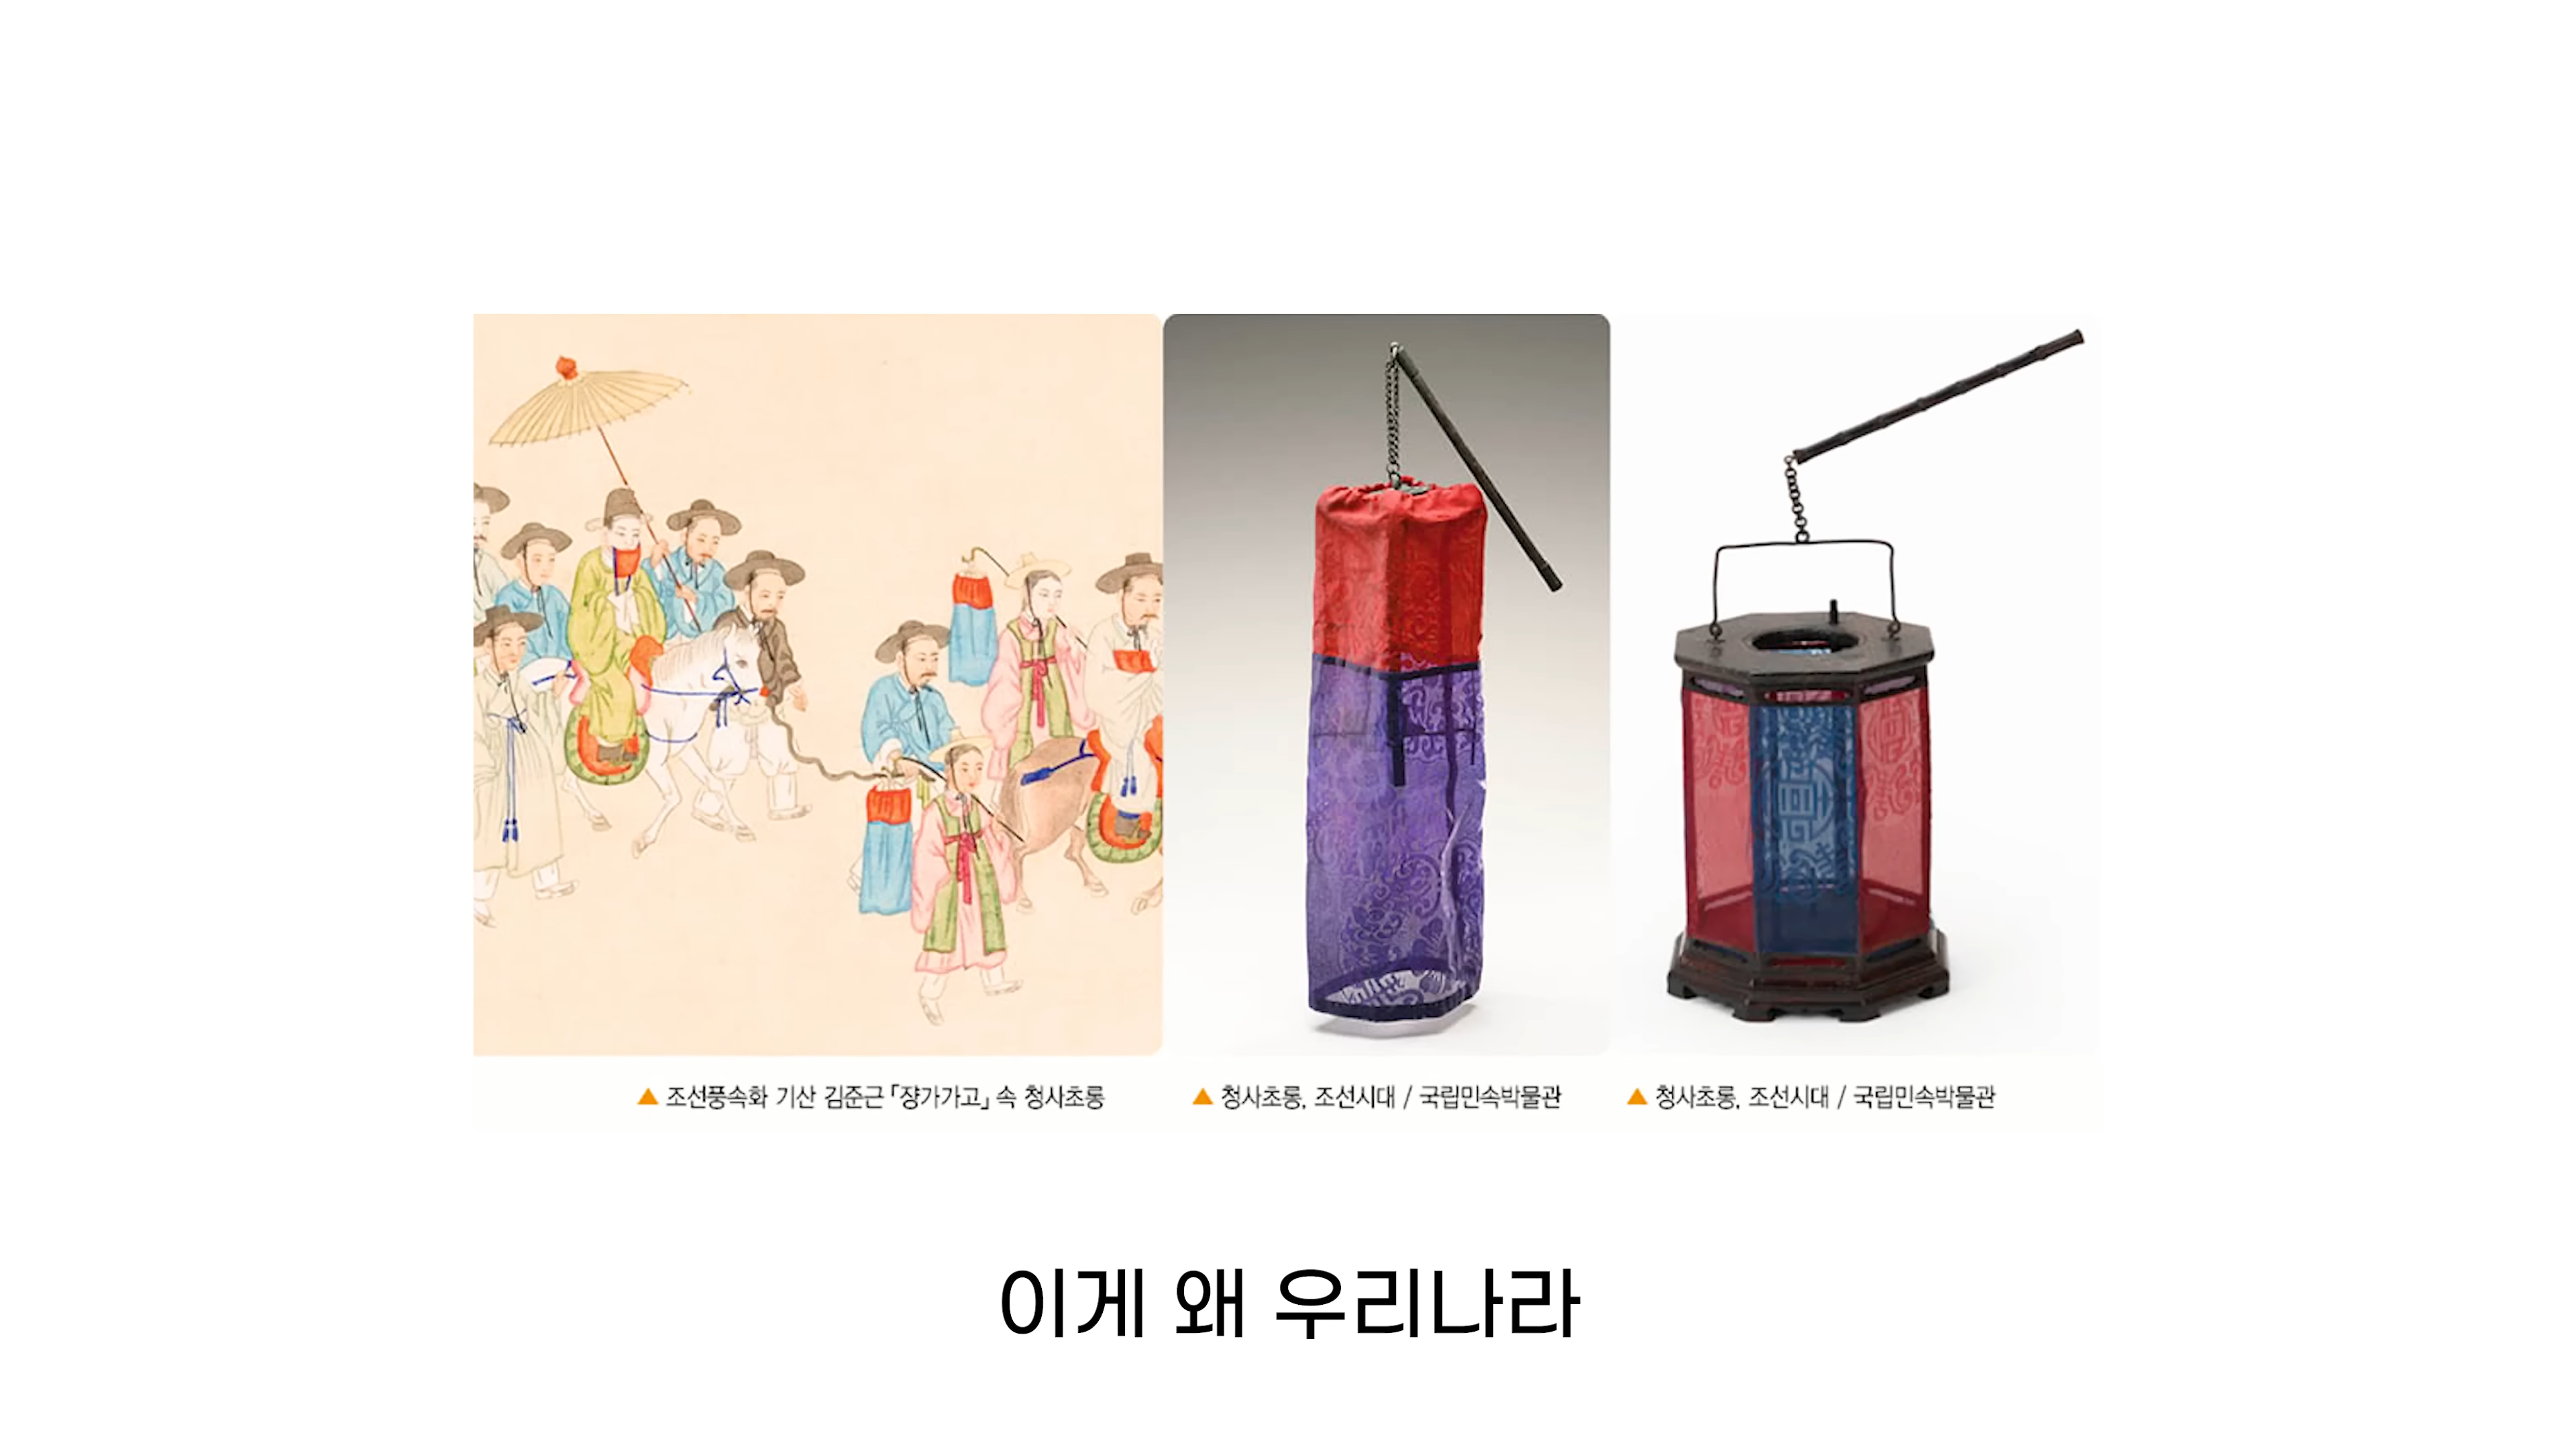 ▲ 조선풍속화 기산 김준근 「쟝가가고」 속 청사초롱
▲ 청사초롱, 조선시대 / 국립민속박물관
▲ 청사초롱, 조선시대 / 국립민속박물관
이게 왜 우리나라